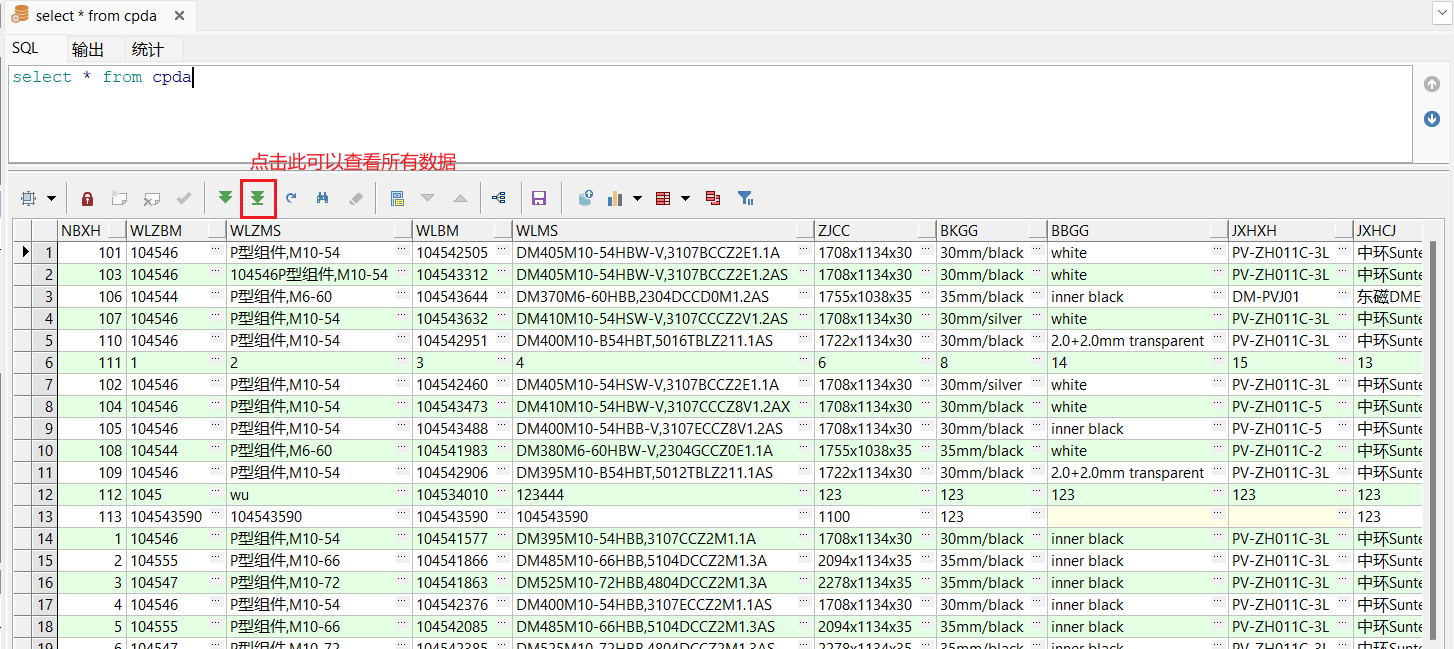 select * from cpda
SQL 输出 统计
select * from cpda
点击此可以查看所有数据
NBXH WLZBM WLZMS WLBM WLMS ZJCC BKGG BBGG JXHXH JXHCJ
1 101 104546 P型组件,M10-54 104542505 DM405M10-54HBW-V,3107BCCZ2E1.1A 1708x1134x30 30mm/black white PV-ZH011C-3L 中环Sunte
2 103 104546 104546P型组件,M10-54 104543312 DM405M10-54HBW-V,3107BCCZ2E1.2AS 1708x1134x30 30mm/black white PV-ZH011C-3L 中环Sunte
3 106 104544 P型组件,M6-60 104543644 DM370M6-60HBB,2304DCCD0M1.2AS 1755x1038x35 35mm/black inner black DM-PVJ01 东磁DME
4 107 104546 P型组件,M10-54 104543632 DM410M10-54HSW-V,3107CCCZ2V1.2AS 1708x1134x30 30mm/silver white PV-ZH011C-3L 中环Sunte
5 110 104546 P型组件,M10-54 104542951 DM400M10-B54HBT,5016TBLZ211.1AS 1722x1134x30 30mm/black 2.0+2.0mm transparent PV-ZH011C-3L 中环Sunte
6 111 1 2 3 4 6 8 14 15 13
7 102 104546 P型组件,M10-54 104542460 DM405M10-54HSW-V,3107BCCZ2E1.1A 1708x1134x30 30mm/silver white PV-ZH011C-3L 中环Sunte
8 104 104546 P型组件,M10-54 104543473 DM410M10-54HBW-V,3107CCCZ8V1.2AX 1708x1134x30 30mm/black white PV-ZH011C-5 中环Sunte
9 105 104546 P型组件,M10-54 104543488 DM400M10-54HBB-V,3107ECCZ8V1.2AS 1708x1134x30 30mm/black inner black PV-ZH011C-5 中环Sunte
10 108 104544 P型组件,M6-60 104541983 DM380M6-60HBW-V,2304GCCZ0E1.1A 1755x1038x35 35mm/black white PV-ZH011C-2 中环Sunte
11 109 104546 P型组件,M10-54 104542906 DM395M10-B54HBT,5012TBLZ211.1AS 1722x1134x30 30mm/black 2.0+2.0mm transparent PV-ZH011C-3L 中环Sunte
12 112 1045 wu 104534010 123444 123 123 123 123 123
13 113 104543590 104543590 104543590 104543590 1100 123 123
14 1 104546 P型组件,M10-54 104541577 DM395M10-54HBB,3107CCZ2M1.1A 1708x1134x30 30mm/black inner black PV-ZH011C-3L 中环Sunte
15 2 104555 P型组件,M10-66 104541866 DM485M10-66HBB,5104DCCZ2M1.3A 2094x1134x35 35mm/black inner black PV-ZH011C-3L 中环Sunte
16 3 104547 P型组件,M10-72 104541863 DM525M10-72HBB,4804DCCZ2M1.3A 2278x1134x35 35mm/black inner black PV-ZH011C-3L 中环Sunte
17 4 104546 P型组件,M10-54 104542376 DM400M10-54HBB,3107ECCZ2M1.1AS 1708x1134x30 30mm/black inner black PV-ZH011C-3L 中环Sunte
18 5 104555 P型组件,M10-66 104542085 DM485M10-66HBB,5104DCCZ2M1.3AS 2094x1134x35 35mm/black inner black PV-ZH011C-3L 中环Sunte
19 6 104547 P型组件,M10-72 104542385 DM525M10-72HBB,4804DCCZ2M1.3AS 2278x1134x35 35mm/black inner black PV-ZH011C-3L 中环Sunte